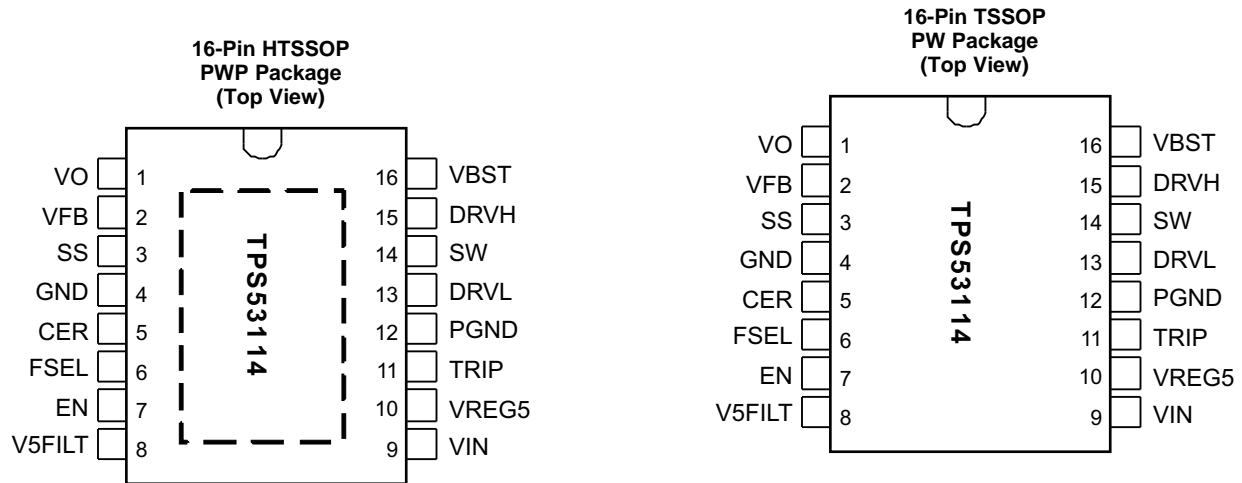 16-Pin HTSSOP
PWP Package
(Top View)
VO 1 16 VBST
VFB 2 15 DRVH
SS 3 14 SW
GND 4 13 DRVL
CER 5 12 PGND
FSEL 6 11 TRIP
EN 7 10 VREG5
V5FILT 8 9 VIN
TPS53114
16-Pin TSSOP
PW Package
(Top View)
VO 1 16 VBST
VFB 2 15 DRVH
SS 3 14 SW
GND 4 13 DRVL
CER 5 12 PGND
FSEL 6 11 TRIP
EN 7 10 VREG5
V5FILT 8 9 VIN
TPS53114